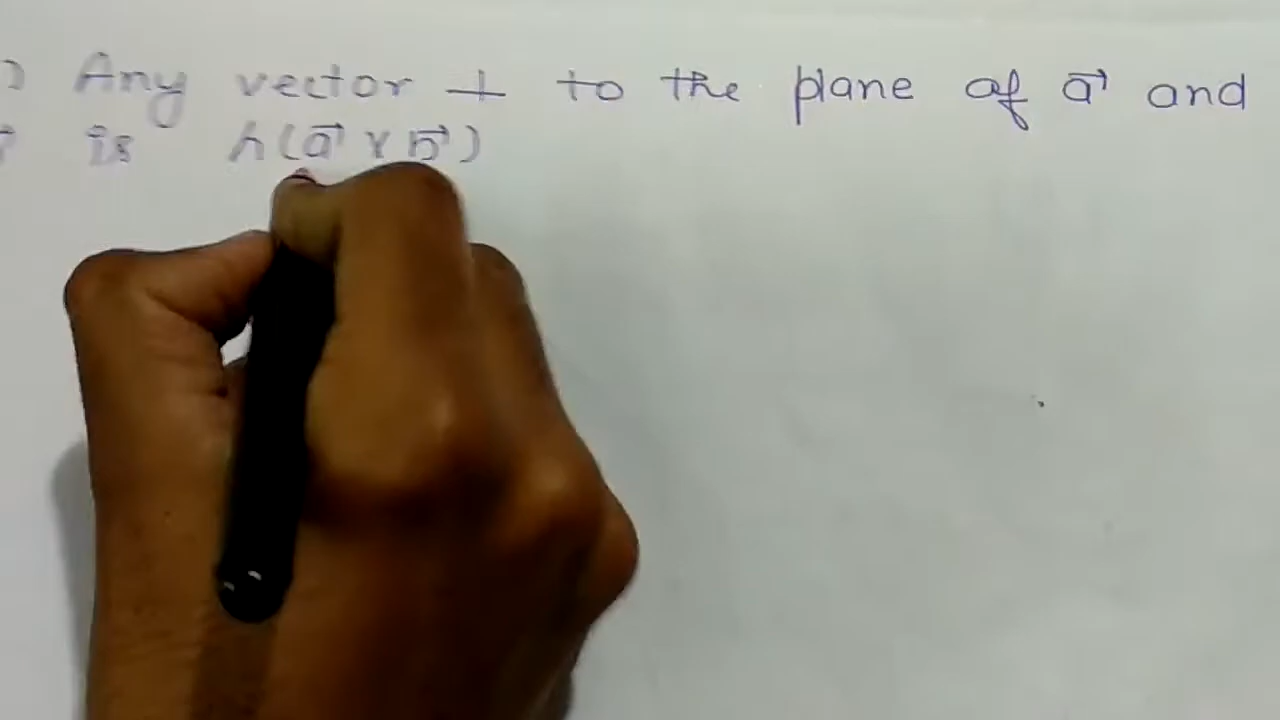 Any vector ⊥ to the plane of a⃗ and
is λ(a⃗ × b⃗)